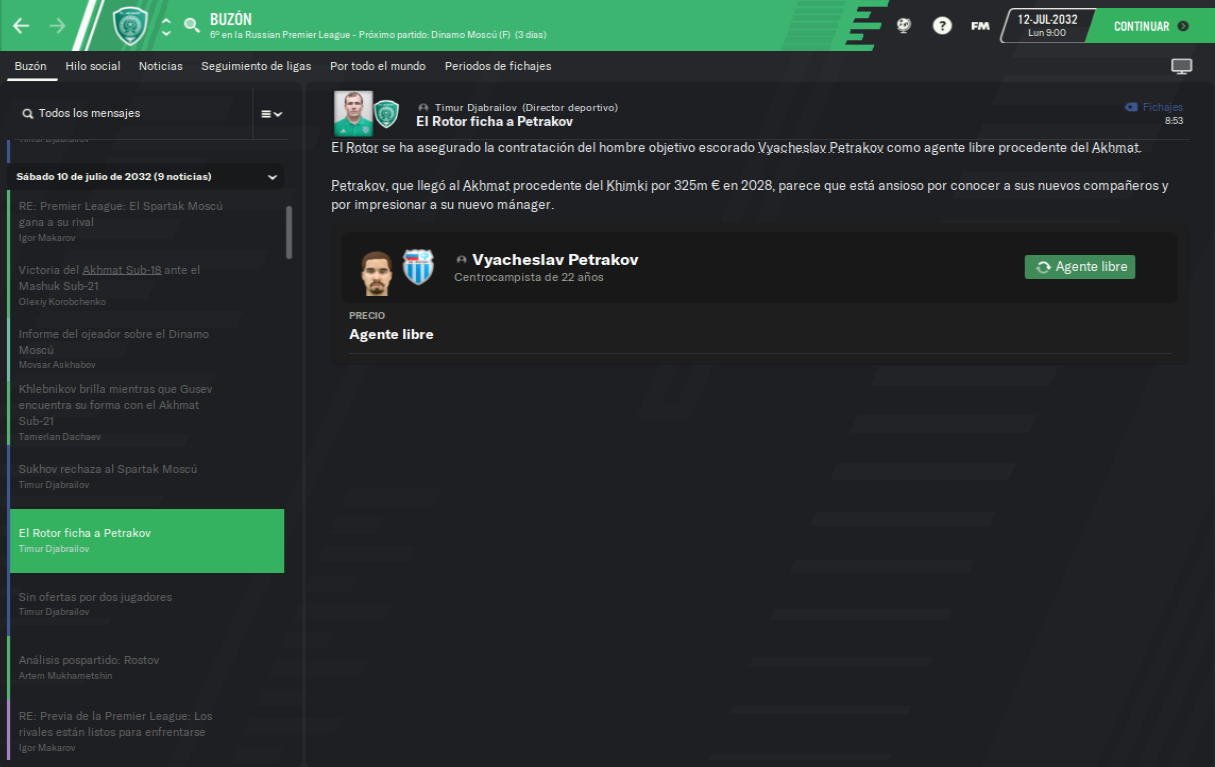 BUZÓN
6º en la Russian Premier League - Próximo partido: Dinamo Moscú (F) (3 días)
?
FM
12-JUL-2032
Lun 9:00
CONTINUAR
Buzón
Hilo social
Noticias
Seguimiento de ligas
Por todo el mundo
Periodos de fichajes
Todos los mensajes
Timur Djabrailov
Sábado 10 de julio de 2032 (9 noticias)
RE: Premier League: El Spartak Moscú
gana a su rival
Igor Makarov
Victoria del Akhmat Sub-18 ante el
Mashuk Sub-21
Olexiy Korobchenko
Informe del ojeador sobre el Dinamo
Moscú
Movsar Askhabov
Khlebnikov brilla mientras que Gusev
encuentra su forma con el Akhmat
Sub-21
Tamerlan Dachaev
Sukhov rechaza al Spartak Moscú
Timur Djabrailov
El Rotor ficha a Petrakov
Timur Djabrailov
Sin ofertas por dos jugadores
Timur Djabrailov
Análisis pospartido: Rostov
Artem Mukhametshin
RE: Previa de la Premier League: Los
rivales están listos para enfrentarse
Igor Makarov
Timur Djabrailov (Director deportivo)
El Rotor ficha a Petrakov
Fichajes
8:53
El Rotor se ha asegurado la contratación del hombre objetivo escorado Vyacheslav Petrakov como agente libre procedente del Akhmat.
Petrakov, que llegó al Akhmat procedente del Khimki por 325m € en 2028, parece que está ansioso por conocer a sus nuevos compañeros y
por impresionar a su nuevo mánager.
Vyacheslav Petrakov
Centrocampista de 22 años
Agente libre
PRECIO
Agente libre